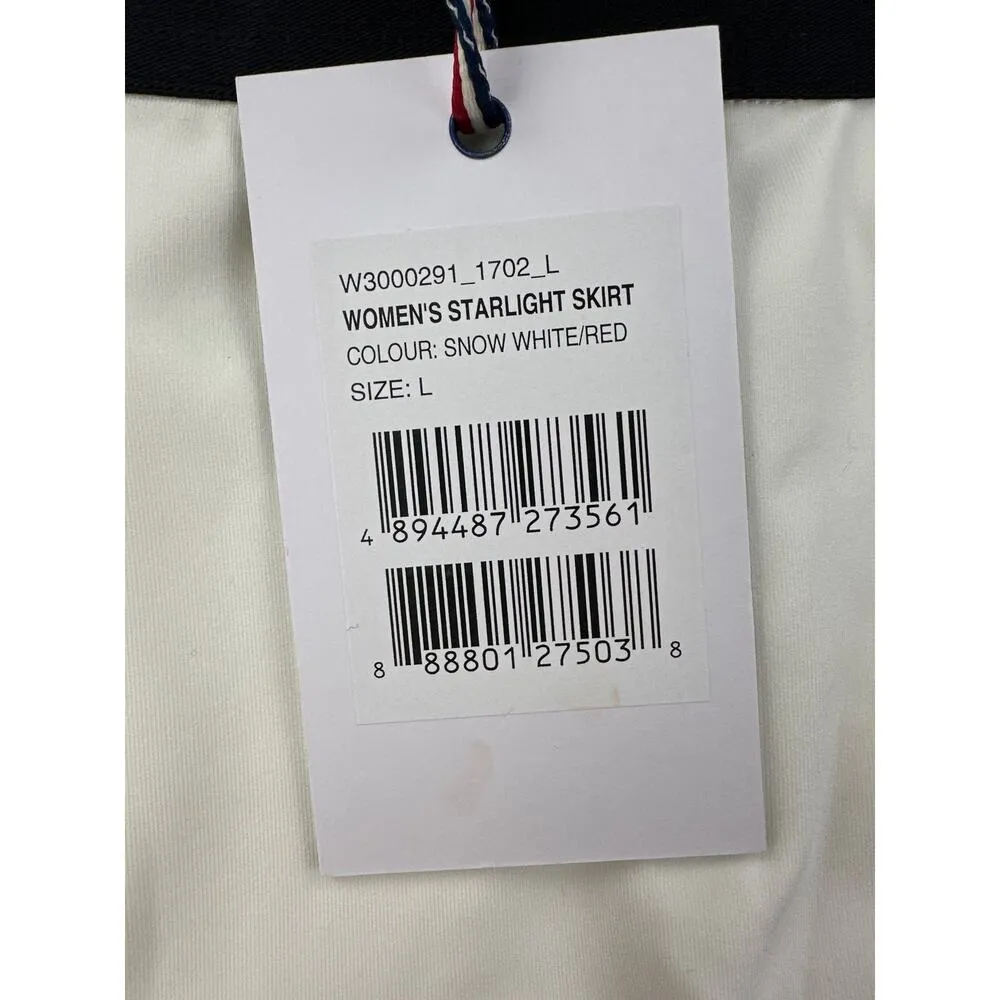 W3000291_1702_L
WOMEN'S STARLIGHT SKIRT
COLOUR: SNOW WHITE/RED
SIZE: L
4 894487 273561
8 88801 27503 8